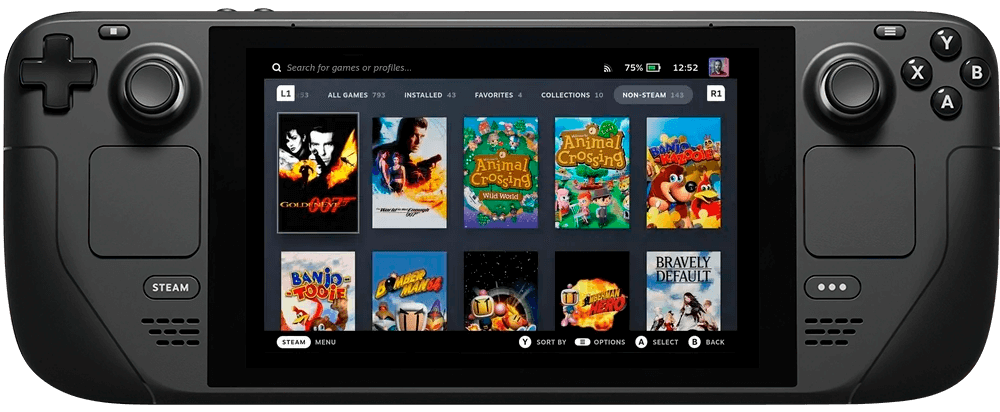 Search for games or profiles...
75% 12:52
L1 ALL GAMES 793 INSTALLED 43 FAVORITES 4 COLLECTIONS 10 NON-STEAM 143 R1
GOLDENEYE 007
The World Is Not Enough
007
Animal Crossing
Wild World
Animal Crossing
BANJO-KAZOOIE
BANJO-TOOIE
BOMBERMAN 64
BOMBERMAN HERO
BRAVELY DEFAULT
STEAM MENU
Y SORT BY OPTIONS A SELECT B BACK
Y
X B
A
STEAM